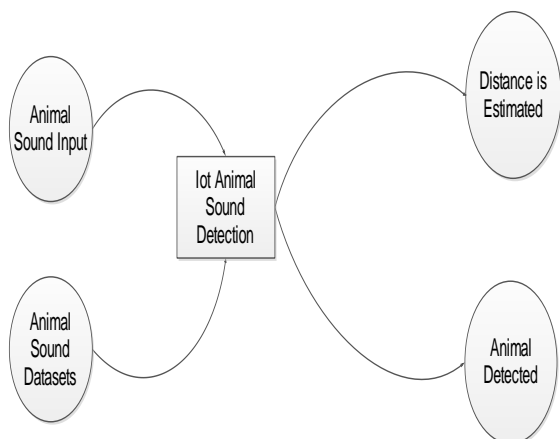 Animal
Sound Input
Iot Animal
Sound
Detection
Animal
Sound
Datasets
Distance is
Estimated
Animal
Detected